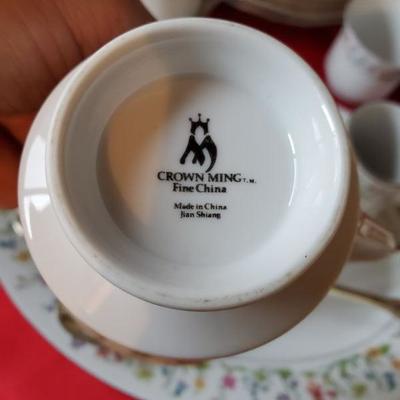 CROWN MING T.M.
Fine China
Made in China
Jian Shiang